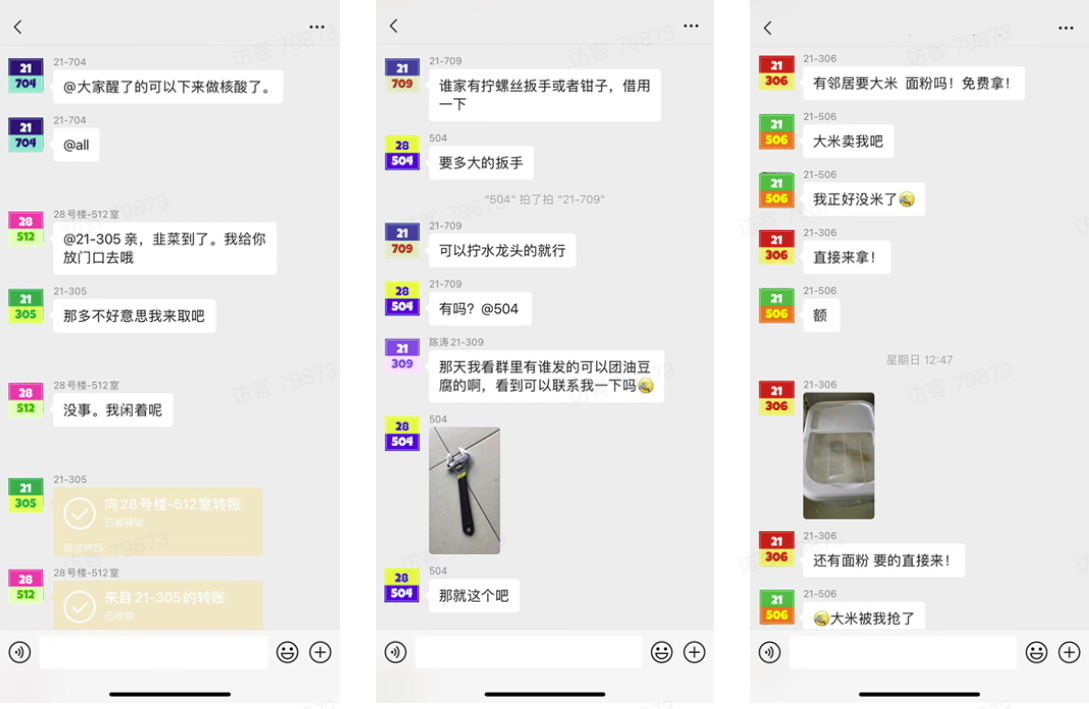 21-704
21
704
@大家醒了的可以下来做核酸了。
21-704
21
704
@all
28号楼-512室
28
512
@21-305 亲，韭菜到了。我给你
放门口去哦
21-305
21
305
那多不好意思我来取吧
28号楼-512室
28
512
没事。我闲着呢
21-305
21
305
向28号楼-512室转账
已被接收
微信转账
28号楼-512室
28
512
来自21-305的转账
已收款
21-709
21
709
谁家有拧螺丝扳手或者钳子，借用
一下
504
28
504
要多大的扳手
"504" 拍了拍 "21-709"
21-709
21
709
可以拧水龙头的就行
21-709
28
504
有吗？@504
陈涛21-309
21
309
那天我看群里有谁发的可以团油豆
腐的啊，看到可以联系我一下吗
504
28
504
504
28
504
那就这个吧
21-306
21
306
有邻居要大米 面粉吗！免费拿！
21-506
21
506
大米卖我吧
21-506
21
506
我正好没米了
21-306
21
306
直接来拿！
21-506
21
506
额
星期日 12:47
21-306
21
306
21-306
21
306
还有面粉 要的直接来！
21-506
21
506
大米被我抢了
访客 79873